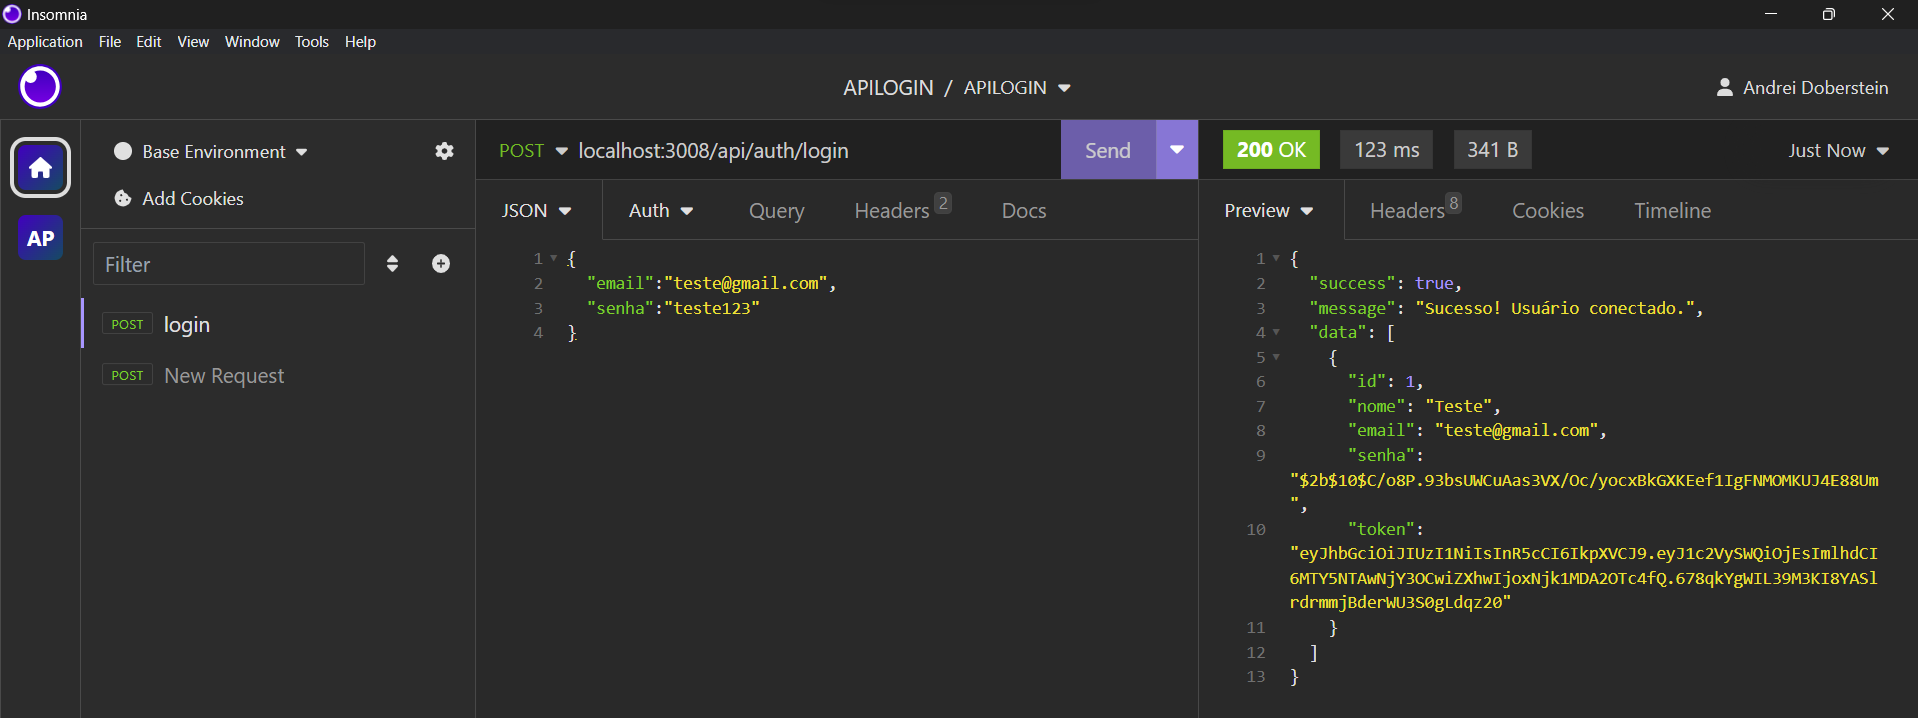 Insomnia
Application File Edit View Window Tools Help
APILOGIN / APILOGIN
Andrei Doberstein
Base Environment
Add Cookies
AP
Filter
POST login
POST New Request
POST localhost:3008/api/auth/login
Send
JSON Auth Query Headers 2 Docs
1 {
2 "email":"teste@gmail.com",
3 "senha":"teste123"
4 }
200 OK 123 ms 341 B Just Now
Preview Headers 8 Cookies Timeline
1 {
2 "success": true,
3 "message": "Sucesso! Usuário conectado.",
4 "data": [
5 {
6 "id": 1,
7 "nome": "Teste",
8 "email": "teste@gmail.com",
9 "senha":
"$2b$10$C/o8P.93bsUWCuAas3VX/Oc/yocxBkGXKEef1IgFNMOMKUJ4E88Um
",
10 "token":
"eyJhbGciOiJIUzI1NiIsInR5cCI6IkpXVCJ9.eyJ1c2VySWQiOjEsImlhdCI
6MTY5NTAwNjY3OCwiZXhwIjoxNjk1MDA2OTc4fQ.678qkYgWIL39M3KI8YASl
rdrmmjBderWU3S0gLdqz20"
11 }
12 ]
13 }